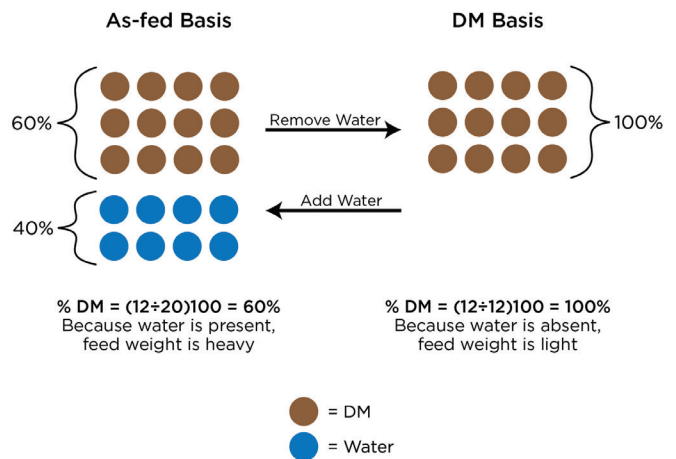 As-fed Basis
DM Basis
60%
Remove Water
100%
Add Water
40%
% DM = (12÷20)100 = 60%
Because water is present,
feed weight is heavy
% DM = (12÷12)100 = 100%
Because water is absent,
feed weight is light
= DM
= Water